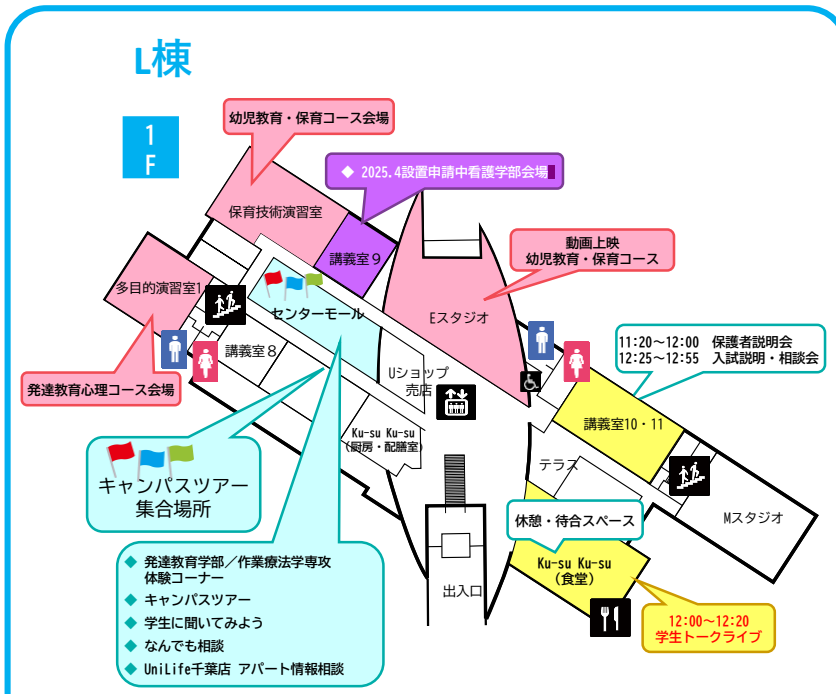 L棟
1
F
幼児教育・保育コース会場
◆ 2025.4設置申請中看護学部会場
保育技術演習室
講義室9
動画上映
幼児教育・保育コース
多目的演習室1
センターモール
Eスタジオ
講義室8
Uショップ
売店
11:20～12:00 保護者説明会
12:25～12:55 入試説明・相談会
発達教育心理コース会場
講義室10・11
Ku-su Ku-su
(厨房・配膳室)
テラス
キャンパスツアー
集合場所
Mスタジオ
休憩・待合スペース
Ku-su Ku-su
(食堂)
出入口
12:00～12:20
学生トークライブ
◆ 発達教育学部／作業療法学専攻
体験コーナー
◆ キャンパスツアー
◆ 学生に聞いてみよう
◆ なんでも相談
◆ UniLife千葉店 アパート情報相談